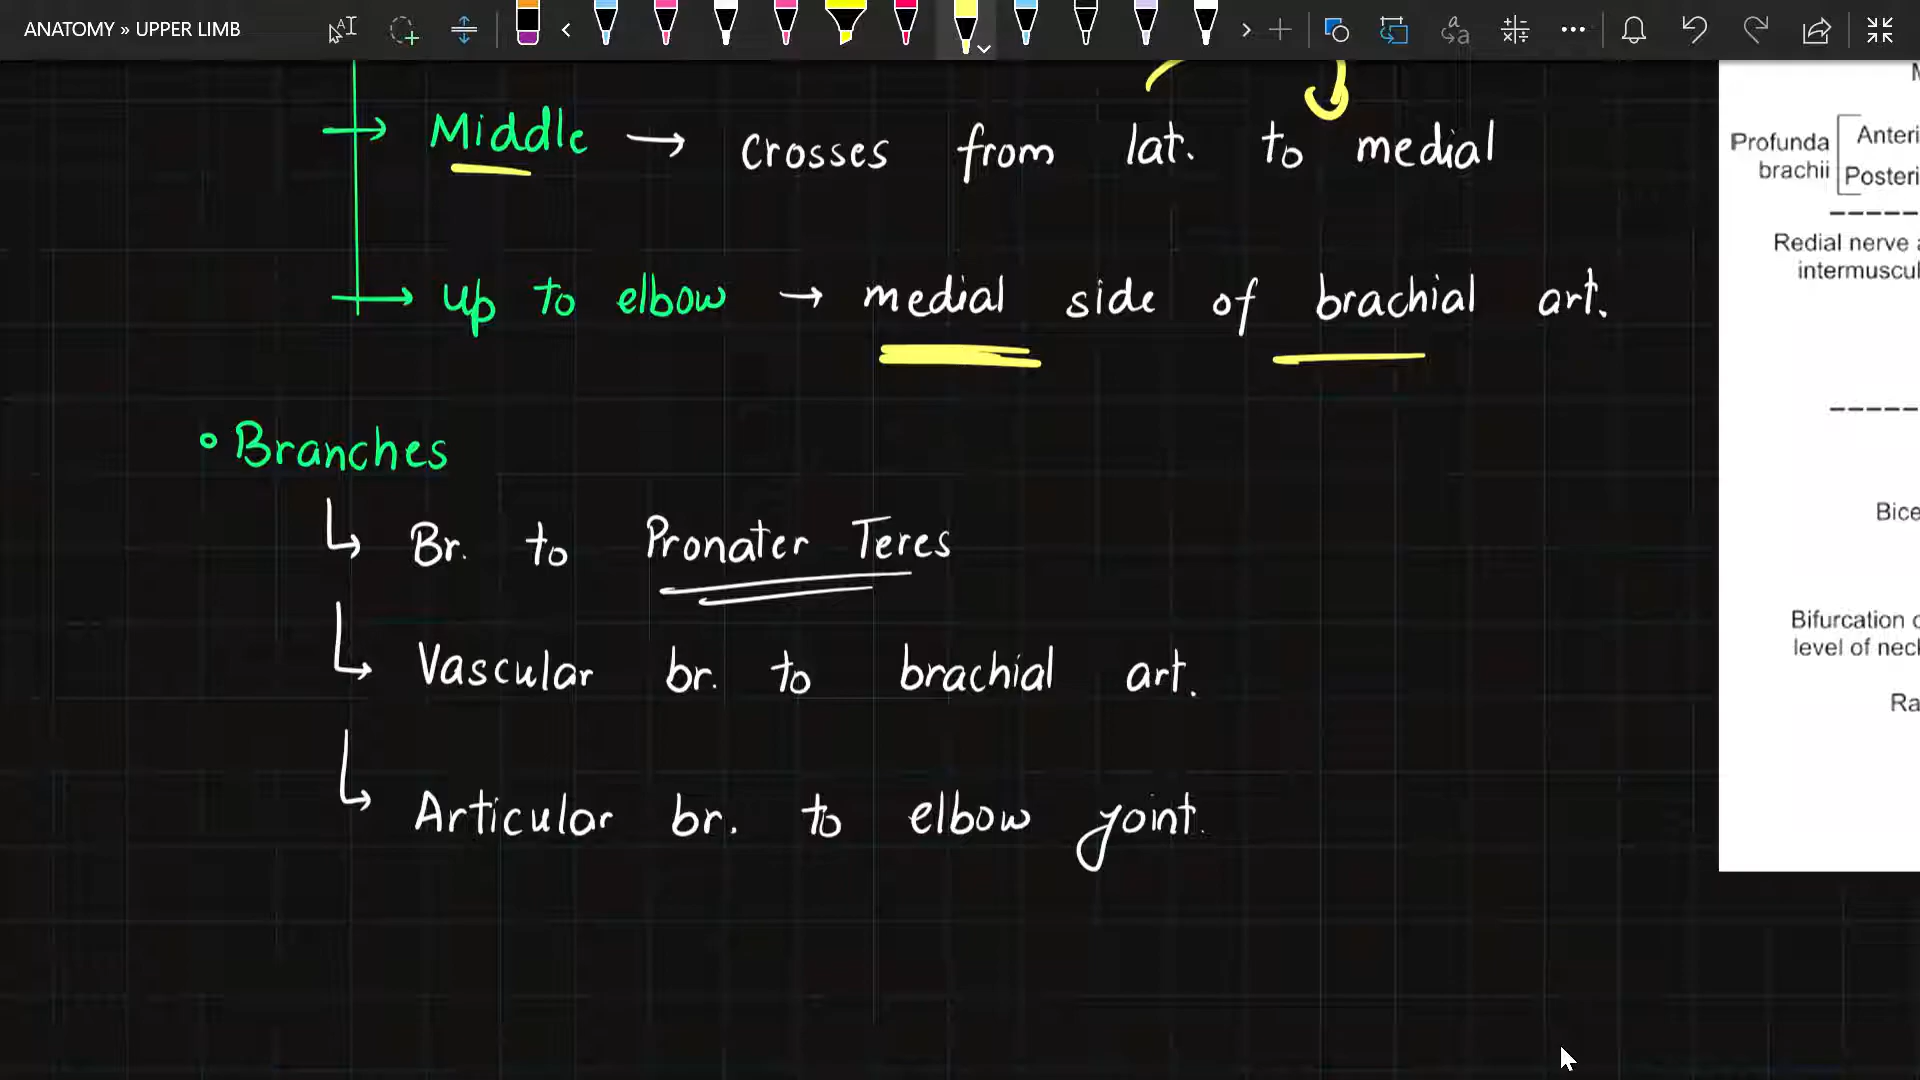 ANATOMY » UPPER LIMB
Middle → crosses from lat. to medial
up to elbow → medial side of brachial art.
• Branches
Br. to Pronater Teres
Vascular br. to brachial art.
Articular br. to elbow joint.
Profunda
brachii
Anteri
Posteri
Redial nerve a
intermuscul
Bice
Bifurcation o
level of neck
Ra